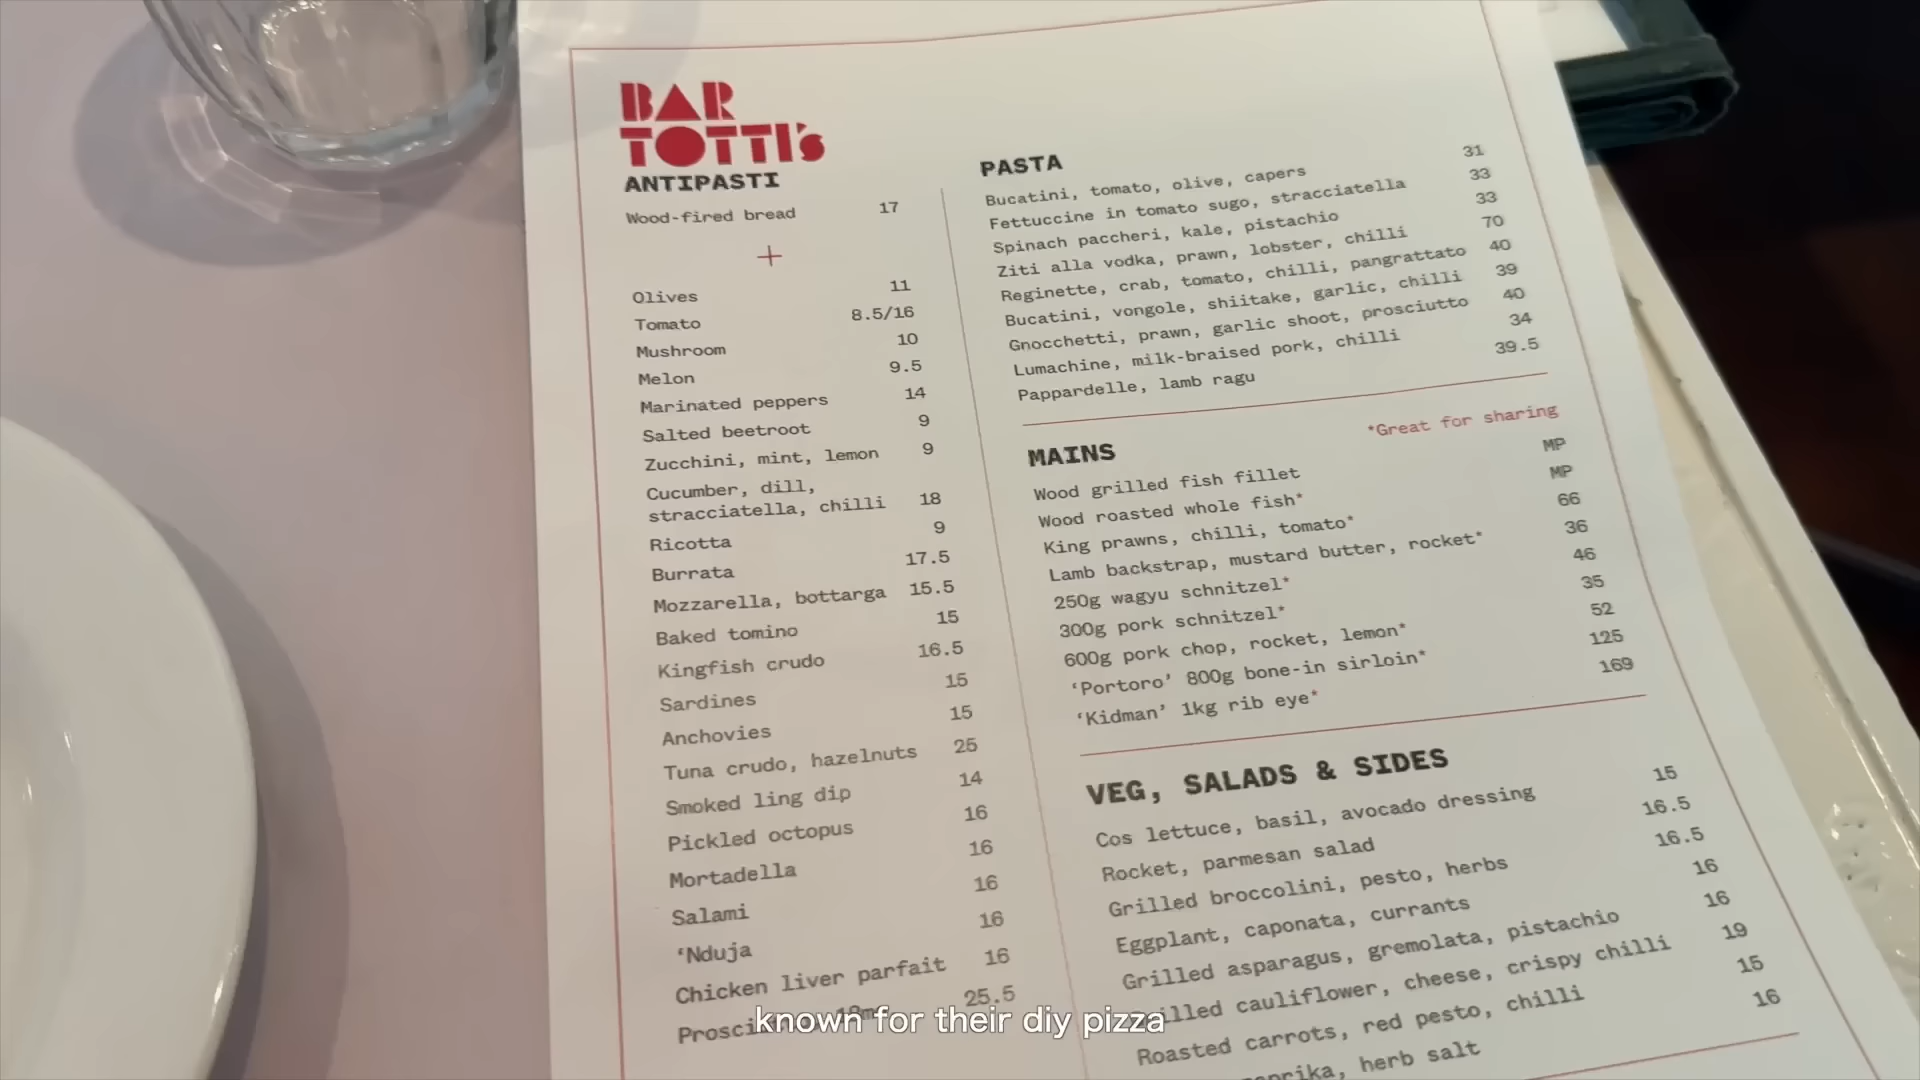 BAR
TOTTI's
ANTIPASTI
Wood-fired bread 17
+
Olives 11
Tomato 8.5/16
Mushroom 10
Melon 9.5
Marinated peppers 14
Salted beetroot 9
Zucchini, mint, lemon 9
Cucumber, dill,
stracciatella, chilli 18
Ricotta 9
Burrata 17.5
Mozzarella, bottarga 15.5
Baked tomino 15
Kingfish crudo 16.5
Sardines 15
Anchovies 15
Tuna crudo, hazelnuts 25
Smoked ling dip 14
Pickled octopus 16
Mortadella 16
Salami 16
'Nduja 16
Chicken liver parfait 16
25.5
PASTA
Bucatini, tomato, olive, capers 31
Fettuccine in tomato sugo, stracciatella 33
Spinach paccheri, kale, pistachio 33
Ziti alla vodka, prawn, lobster, chilli 70
Reginette, crab, tomato, chilli, pangrattato 40
Bucatini, vongole, shiitake, garlic, chilli 39
Gnocchetti, prawn, garlic shoot, prosciutto 40
Lumachine, milk-braised pork, chilli 34
Pappardelle, lamb ragu 39.5
*Great for sharing
MAINS
Wood grilled fish fillet MP
Wood roasted whole fish* MP
King prawns, chilli, tomato* 66
Lamb backstrap, mustard butter, rocket* 36
250g wagyu schnitzel* 46
300g pork schnitzel* 35
600g pork chop, rocket, lemon* 52
'Portoro' 800g bone-in sirloin* 125
'Kidman' 1kg rib eye* 169
VEG, SALADS & SIDES
Cos lettuce, basil, avocado dressing 15
Rocket, parmesan salad 16.5
Grilled broccolini, pesto, herbs 16.5
Eggplant, caponata, currants 16
Grilled asparagus, gremolata, pistachio 16
cauliflower, cheese, crispy chilli 19
Roasted carrots, red pesto, chilli 15
herb salt 16
known for their diy pizza